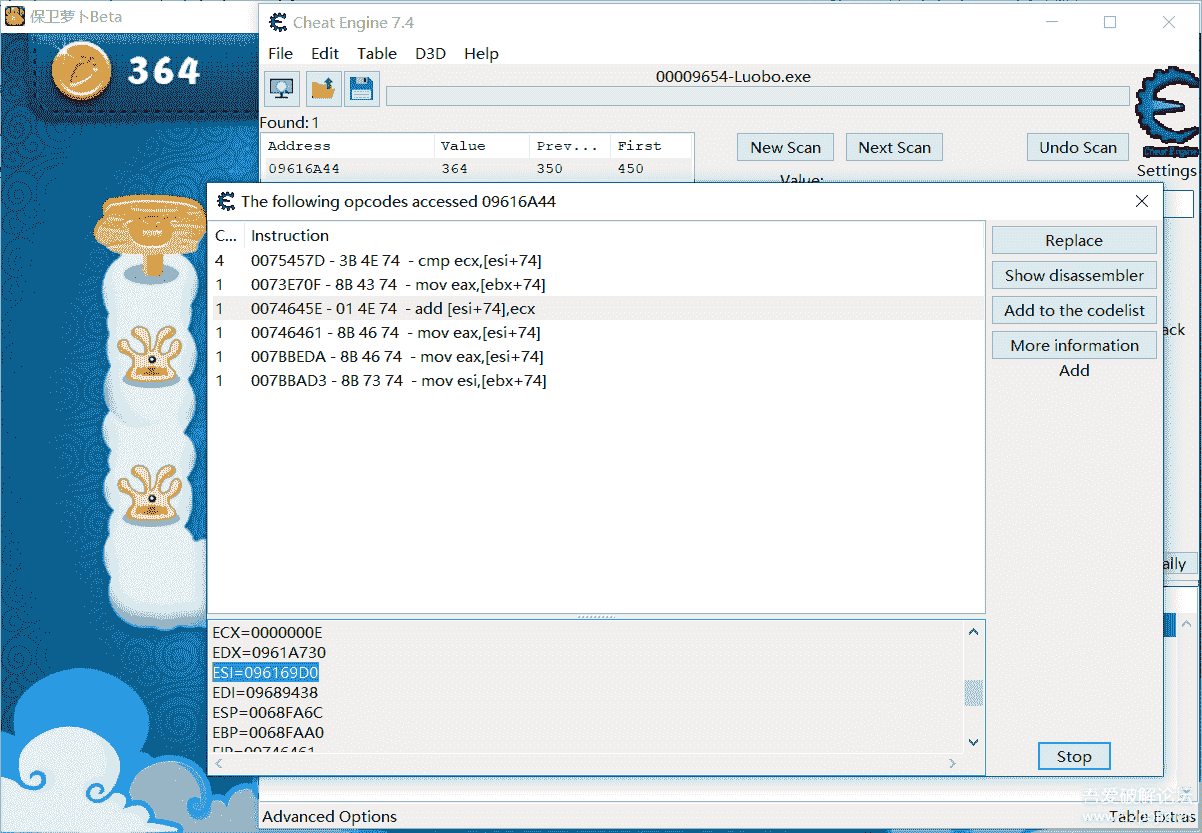 保卫萝卜Beta
364
Cheat Engine 7.4
File Edit Table D3D Help
00009654-Luobo.exe
Found: 1
Address Value Prev... First
09616A44 364 350 450
New Scan Next Scan Undo Scan
Value:
Cheat Engine
Settings
The following opcodes accessed 09616A44
C... Instruction
4 0075457D - 3B 4E 74 - cmp ecx,[esi+74]
1 0073E70F - 8B 43 74 - mov eax,[ebx+74]
1 0074645E - 01 4E 74 - add [esi+74],ecx
1 00746461 - 8B 46 74 - mov eax,[esi+74]
1 007BBEDA - 8B 46 74 - mov eax,[esi+74]
1 007BBAD3 - 8B 73 74 - mov esi,[ebx+74]
Replace
Show disassembler
Add to the codelist
More information
Add
ack
ally
ECX=0000000E
EDX=0961A730
ESI=096169D0
EDI=09689438
ESP=0068FA6C
EBP=0068FAA0
EIP=00746461
Stop
吾爱破解论坛
Advanced Options
Table Extras